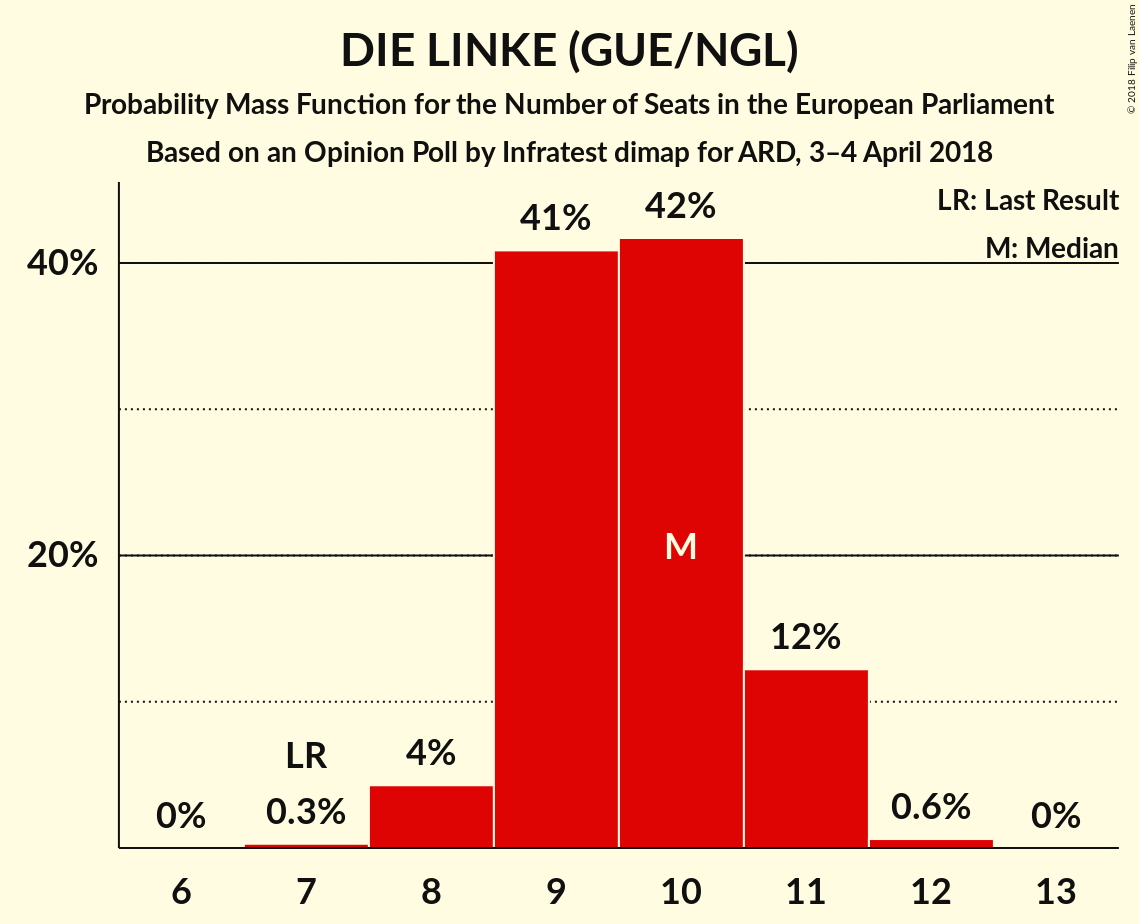 DIE LINKE (GUE/NGL)
Probability Mass Function for the Number of Seats in the European Parliament
Based on an Opinion Poll by Infratest dimap for ARD, 3–4 April 2018
© 2018 Filip van Laenen
LR: Last Result
M: Median
40%
20%
0%
LR
0.3%
4%
41%
42%
M
12%
0.6%
0%
6 7 8 9 10 11 12 13